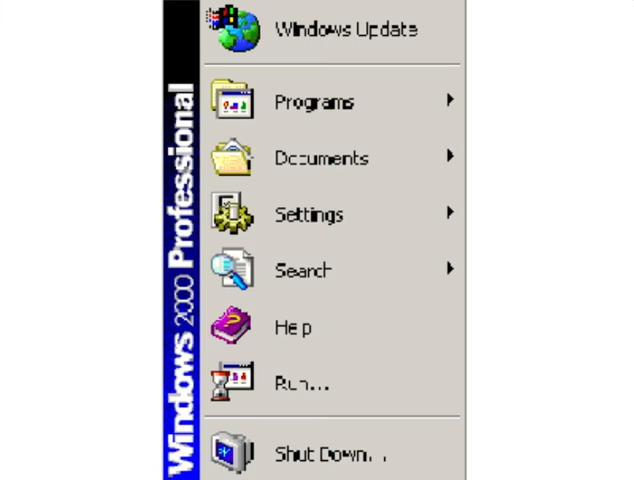 Windows Update
Programs
Documents
Settings
Search
Help
Run...
Shut Down...
Windows 2000 Professional